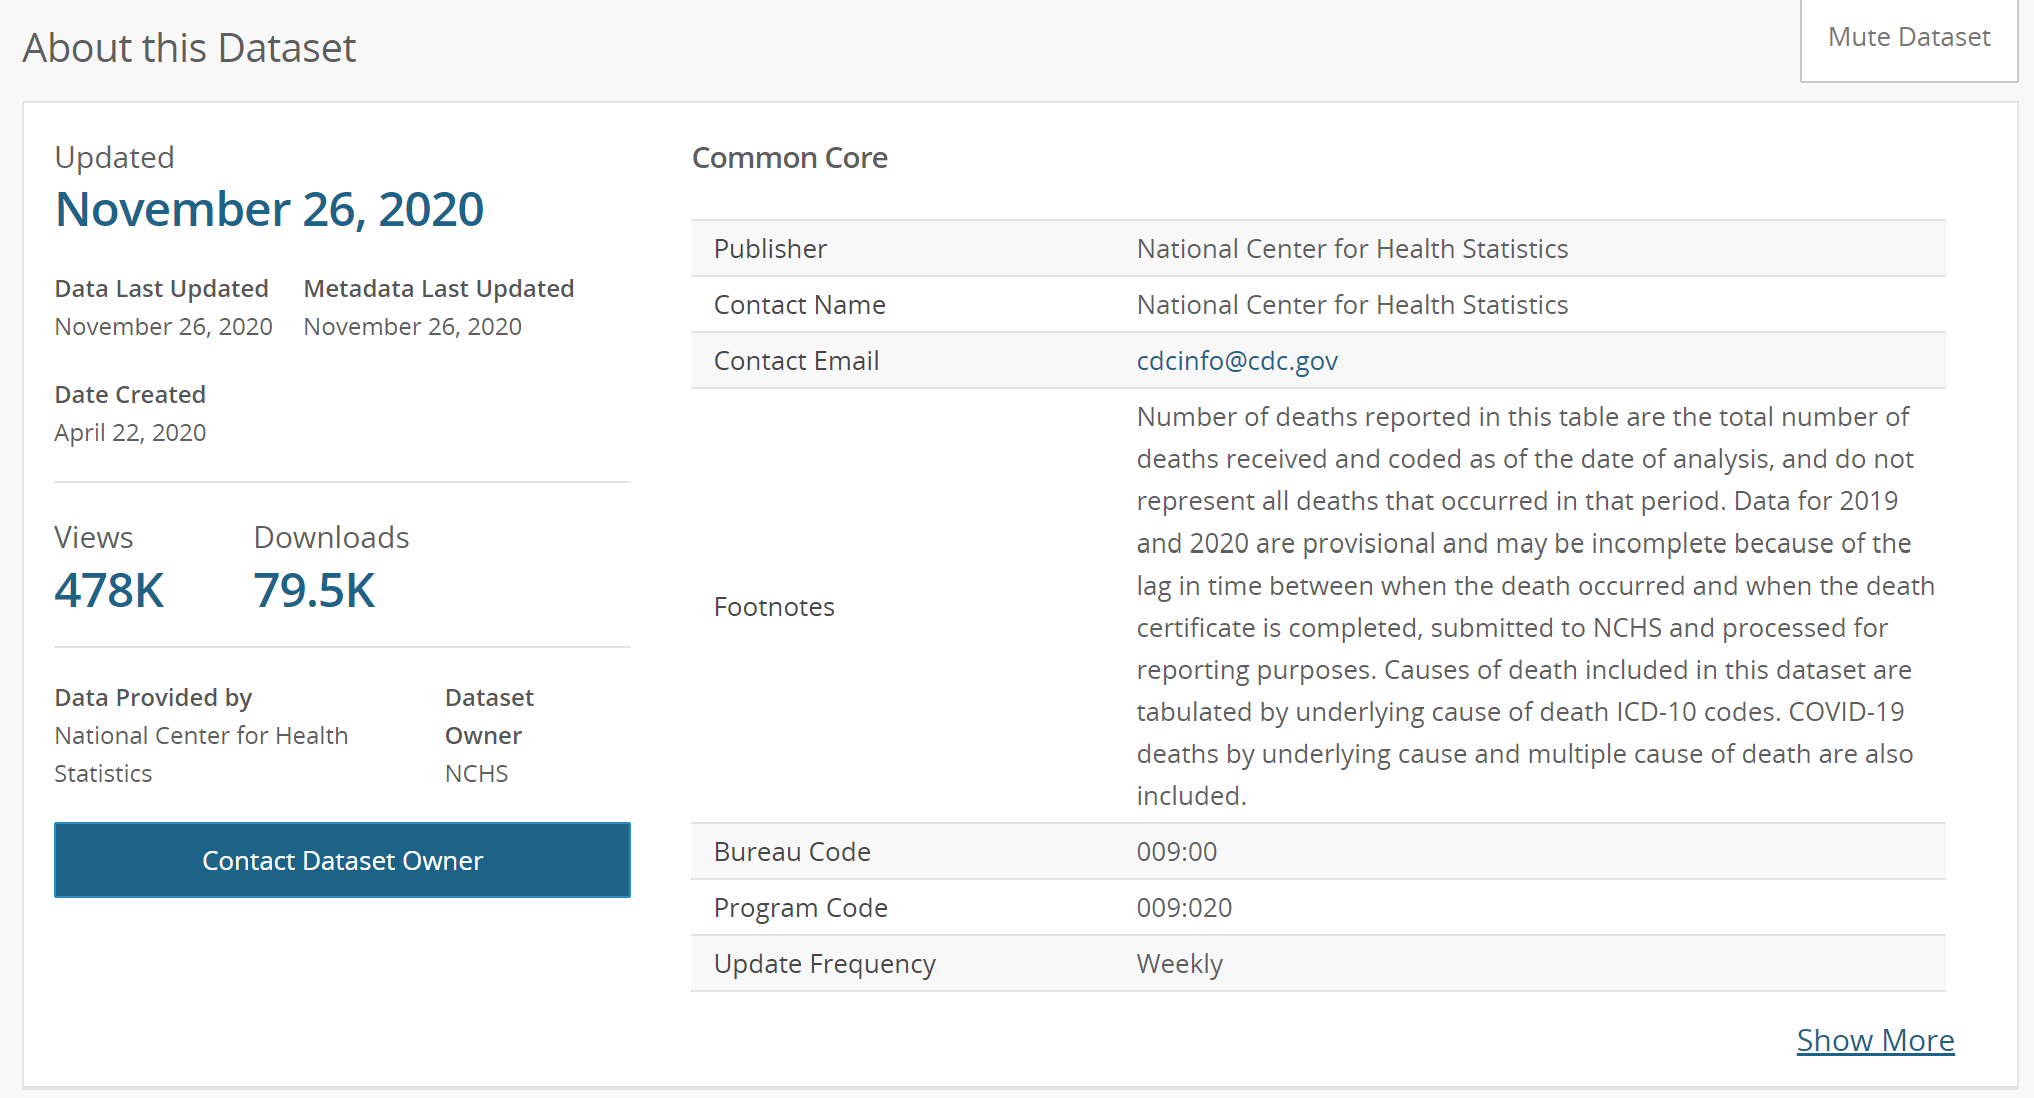 About this Dataset
Mute Dataset
Updated
November 26, 2020
Data Last Updated
November 26, 2020
Metadata Last Updated
November 26, 2020
Date Created
April 22, 2020
Views
478K
Downloads
79.5K
Data Provided by
National Center for Health
Statistics
Dataset
Owner
NCHS
Contact Dataset Owner
Common Core
Publisher National Center for Health Statistics
Contact Name National Center for Health Statistics
Contact Email cdcinfo@cdc.gov
Footnotes
Number of deaths reported in this table are the total number of
deaths received and coded as of the date of analysis, and do not
represent all deaths that occurred in that period. Data for 2019
and 2020 are provisional and may be incomplete because of the
lag in time between when the death occurred and when the death
certificate is completed, submitted to NCHS and processed for
reporting purposes. Causes of death included in this dataset are
tabulated by underlying cause of death ICD-10 codes. COVID-19
deaths by underlying cause and multiple cause of death are also
included.
Bureau Code 009:00
Program Code 009:020
Update Frequency Weekly
Show More